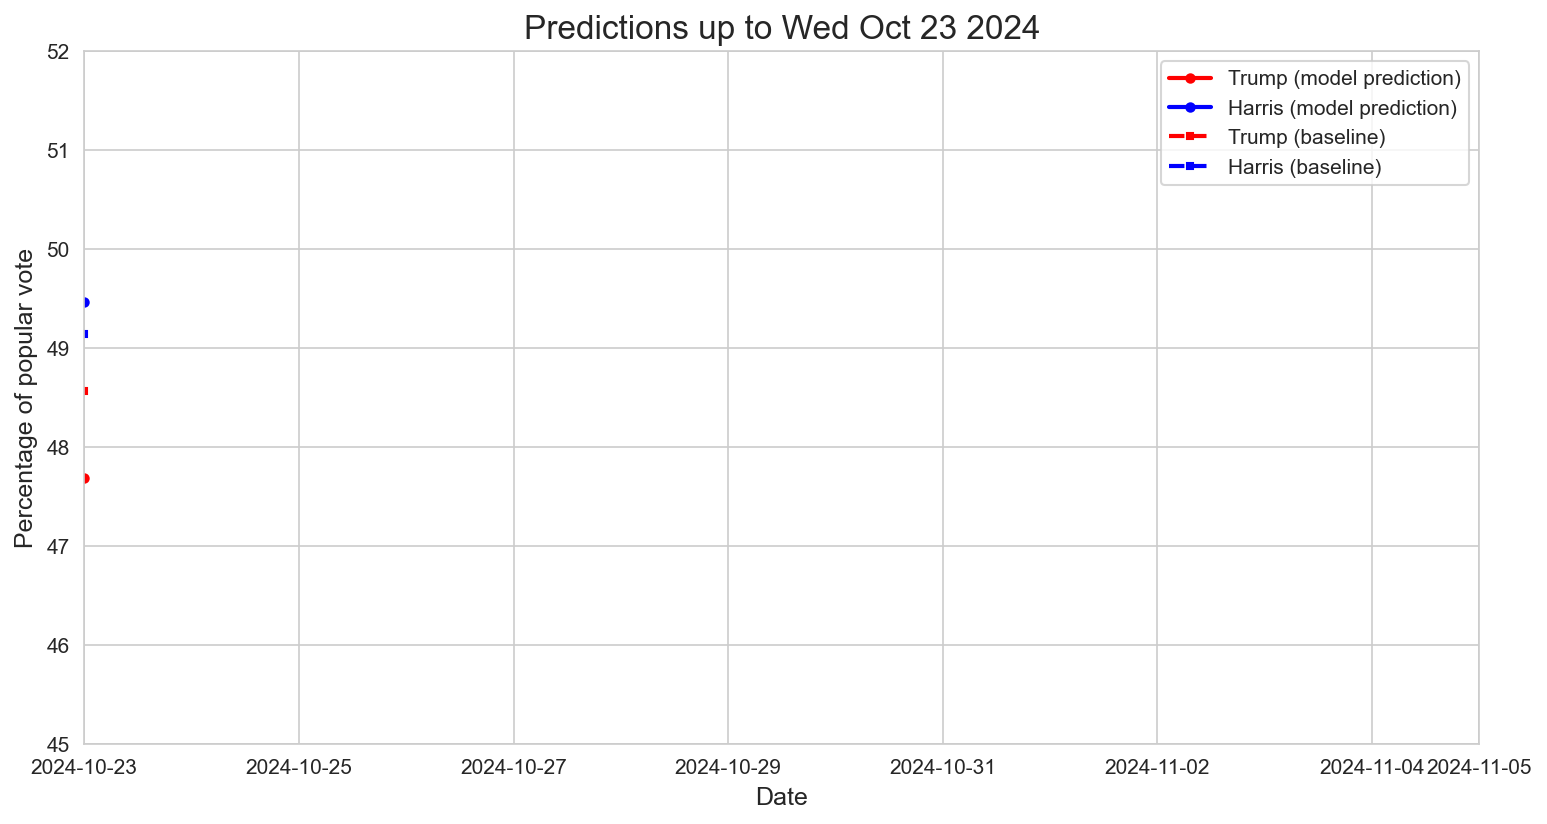 Predictions up to Wed Oct 23 2024
Trump (model prediction)
Harris (model prediction)
Trump (baseline)
Harris (baseline)
Percentage of popular vote
52
51
50
49
48
47
46
45
2024-10-23
2024-10-25
2024-10-27
2024-10-29
2024-10-31
2024-11-02
2024-11-04
2024-11-05
Date